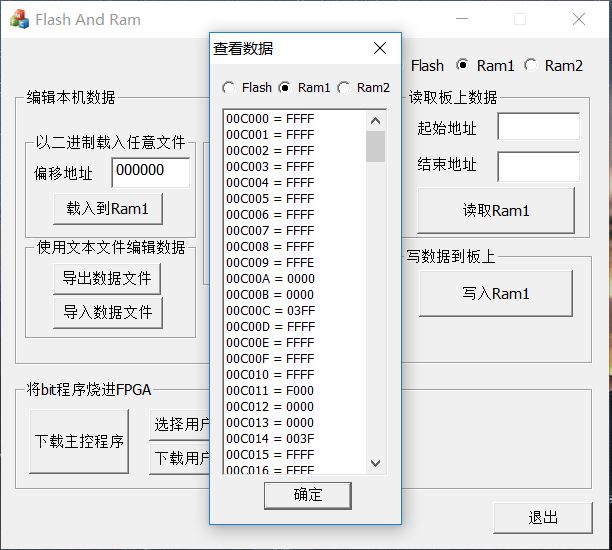 Flash And Ram
Flash Ram1 Ram2
编辑本机数据
以二进制载入任意文件
偏移地址 000000
载入到Ram1
使用文本文件编辑数据
导出数据文件
导入数据文件
查看数据
Flash Ram1 Ram2
00C000 = FFFF
00C001 = FFFF
00C002 = FFFF
00C003 = FFFF
00C004 = FFFF
00C005 = FFFF
00C006 = FFFF
00C007 = FFFF
00C008 = FFFF
00C009 = FFFE
00C00A = 0000
00C00B = 0000
00C00C = 03FF
00C00D = FFFF
00C00E = FFFF
00C00F = FFFF
00C010 = FFFF
00C011 = F000
00C012 = 0000
00C013 = 0000
00C014 = 003F
00C015 = FFFF
00C016 = FFFF
确定
读取板上数据
起始地址
结束地址
读取Ram1
写数据到板上
写入Ram1
将bit程序烧进FPGA
下载主控程序
选择用户
下载用户
退出